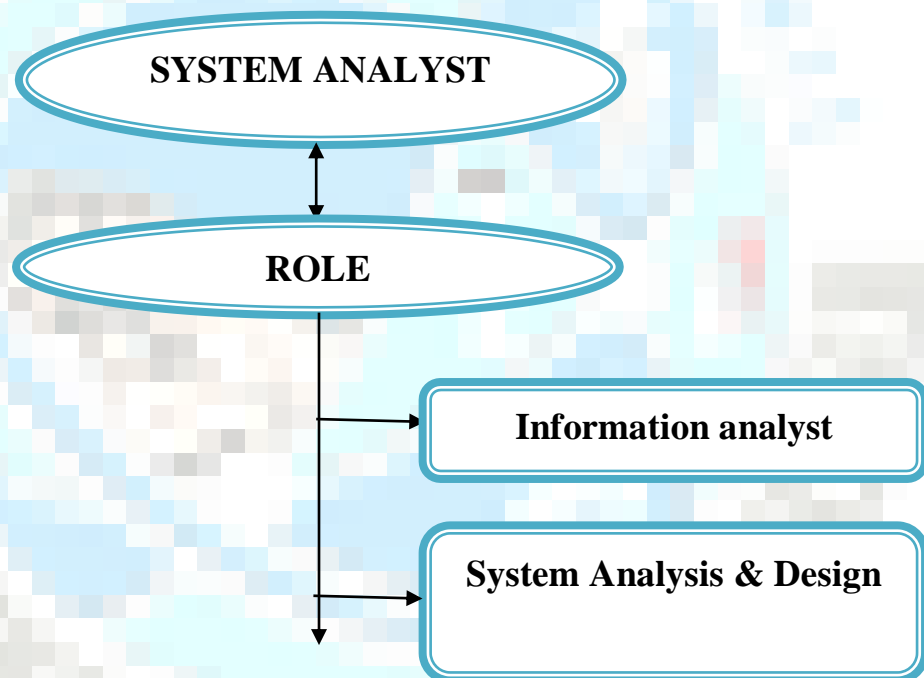 SYSTEM ANALYST
ROLE
Information analyst
System Analysis & Design